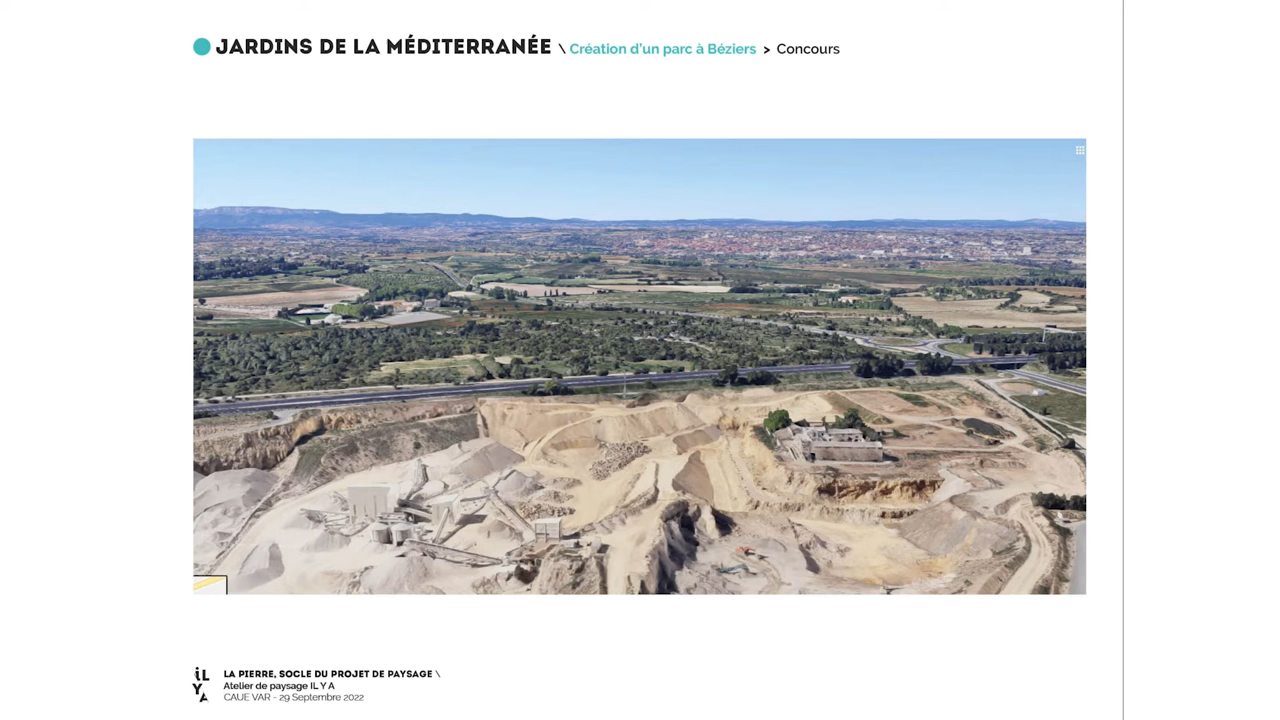 JARDINS DE LA MÉDITERRANÉE \ Création d'un parc à Béziers > Concours
iL
Y
A
LA PIERRE, SOCLE DU PROJET DE PAYSAGE \
Atelier de paysage IL Y A
CAUE VAR - 29 Septembre 2022